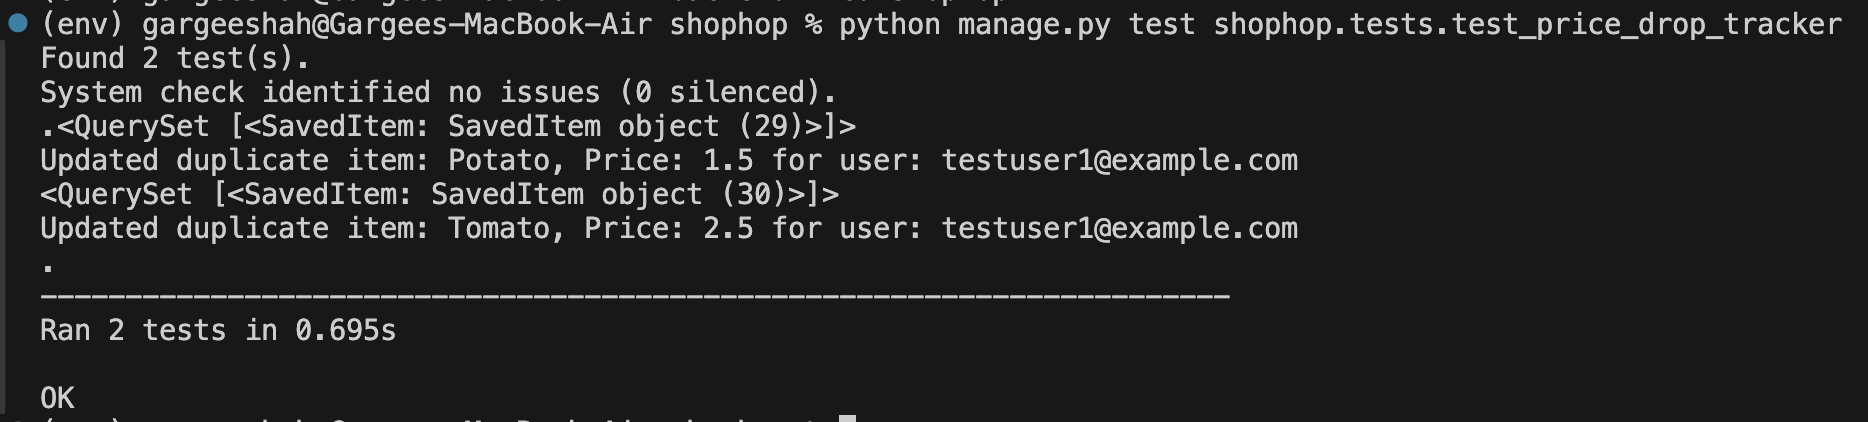 (env) gargeeshah@Gargees-MacBook-Air shophop % python manage.py test shophop.tests.test_price_drop_tracker
Found 2 test(s).
System check identified no issues (0 silenced).
.<QuerySet [<SavedItem: SavedItem object (29)>]>
Updated duplicate item: Potato, Price: 1.5 for user: testuser1@example.com
<QuerySet [<SavedItem: SavedItem object (30)>]>
Updated duplicate item: Tomato, Price: 2.5 for user: testuser1@example.com
.
----------------------------------------------------------------------
Ran 2 tests in 0.695s
OK